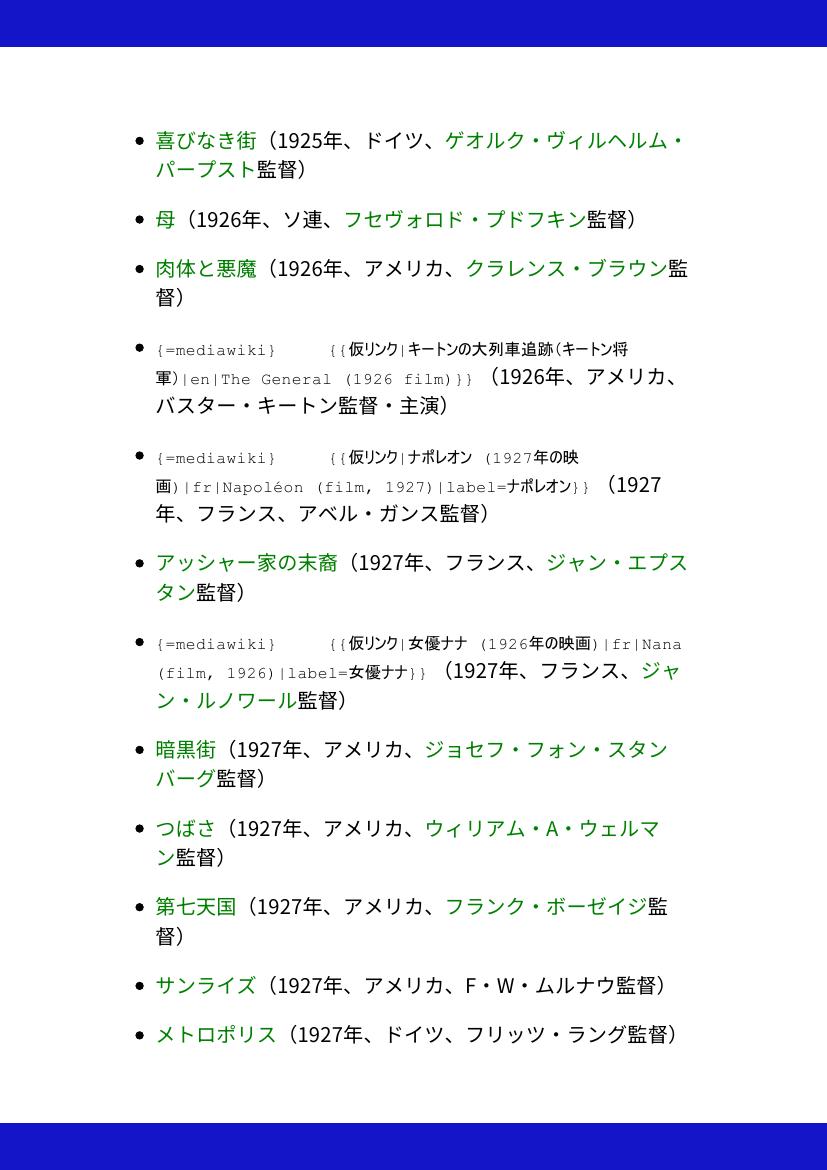 • 喜びなき街（1925年、ドイツ、ゲオルク・ヴィルヘルム・
パープスト監督）
• 母（1926年、ソ連、フセヴォロド・プドフキン監督）
• 肉体と悪魔（1926年、アメリカ、クラレンス・ブラウン監
督）
• {=mediawiki} {{仮リンク|キートンの大列車追跡(キートン将
軍)|en|The General (1926 film)}} （1926年、アメリカ、
バスター・キートン監督・主演）
• {=mediawiki} {{仮リンク|ナポレオン (1927年の映
画)|fr|Napoléon (film, 1927)|label=ナポレオン}} （1927
年、フランス、アベル・ガンス監督）
• アッシャー家の末裔（1927年、フランス、ジャン・エプス
タン監督）
• {=mediawiki} {{仮リンク|女優ナナ (1926年の映画)|fr|Nana
(film, 1926)|label=女優ナナ}} （1927年、フランス、ジャ
ン・ルノワール監督）
• 暗黒街（1927年、アメリカ、ジョセフ・フォン・スタン
バーグ監督）
• つばさ（1927年、アメリカ、ウィリアム・A・ウェルマ
ン監督）
• 第七天国（1927年、アメリカ、フランク・ボーゼイジ監
督）
• サンライズ（1927年、アメリカ、F・W・ムルナウ監督）
• メトロポリス（1927年、ドイツ、フリッツ・ラング監督）